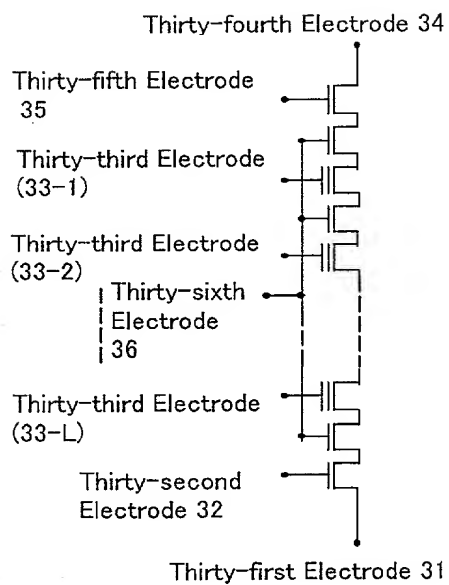 Thirty-fourth Electrode 34
Thirty-fifth Electrode
35
Thirty-third Electrode
(33-1)
Thirty-third Electrode
(33-2)
Thirty-sixth
Electrode
36
Thirty-third Electrode
(33-L)
Thirty-second
Electrode 32
Thirty-first Electrode 31